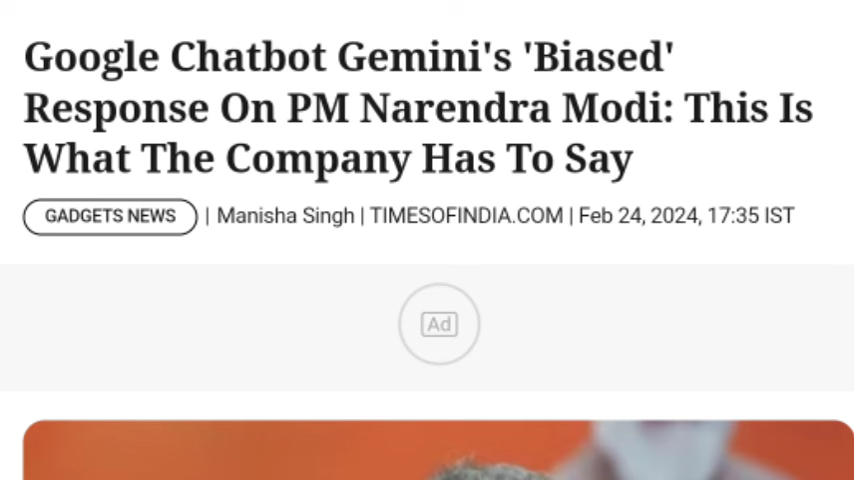 Google Chatbot Gemini's 'Biased'
Response On PM Narendra Modi: This Is
What The Company Has To Say
GADGETS NEWS | Manisha Singh | TIMESOFINDIA.COM | Feb 24, 2024, 17:35 IST
Ad